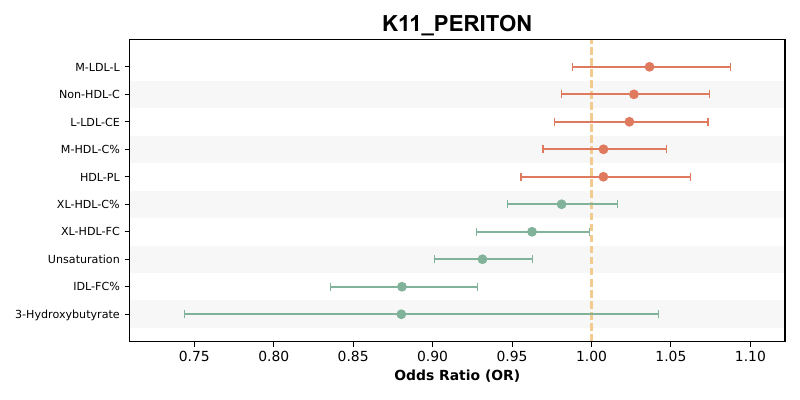 K11_PERITON
M-LDL-L
Non-HDL-C
L-LDL-CE
M-HDL-C%
HDL-PL
XL-HDL-C%
XL-HDL-FC
Unsaturation
IDL-FC%
3-Hydroxybutyrate
0.75 0.80 0.85 0.90 0.95 1.00 1.05 1.10
Odds Ratio (OR)